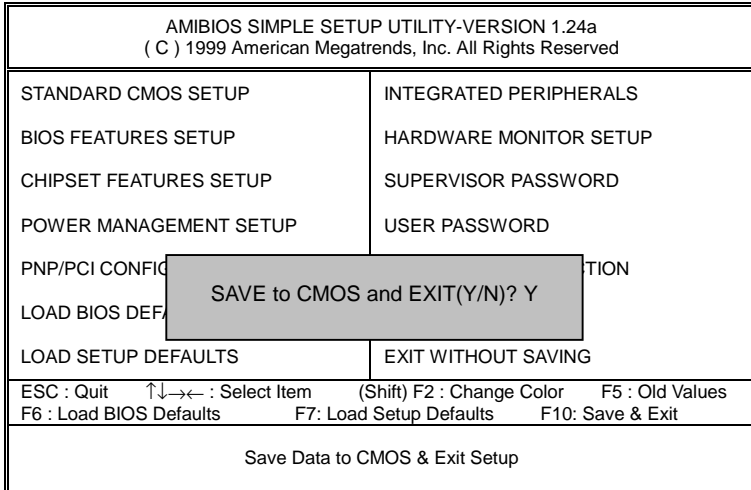 AMIBIOS SIMPLE SETUP UTILITY-VERSION 1.24a
( C ) 1999 American Megatrends, Inc. All Rights Reserved
STANDARD CMOS SETUP
INTEGRATED PERIPHERALS
BIOS FEATURES SETUP
HARDWARE MONITOR SETUP
CHIPSET FEATURES SETUP
SUPERVISOR PASSWORD
POWER MANAGEMENT SETUP
USER PASSWORD
PNP/PCI
SAVE to CMOS and EXIT(Y/N)? Y
LOAD BIOS
LOAD SETUP DEFAULTS
EXIT WITHOUT SAVING
ESC : Quit ↑↓→← : Select Item (Shift) F2 : Change Color F5 : Old Values
F6 : Load BIOS Defaults F7: Load Setup Defaults F10: Save & Exit
Save Data to CMOS & Exit Setup